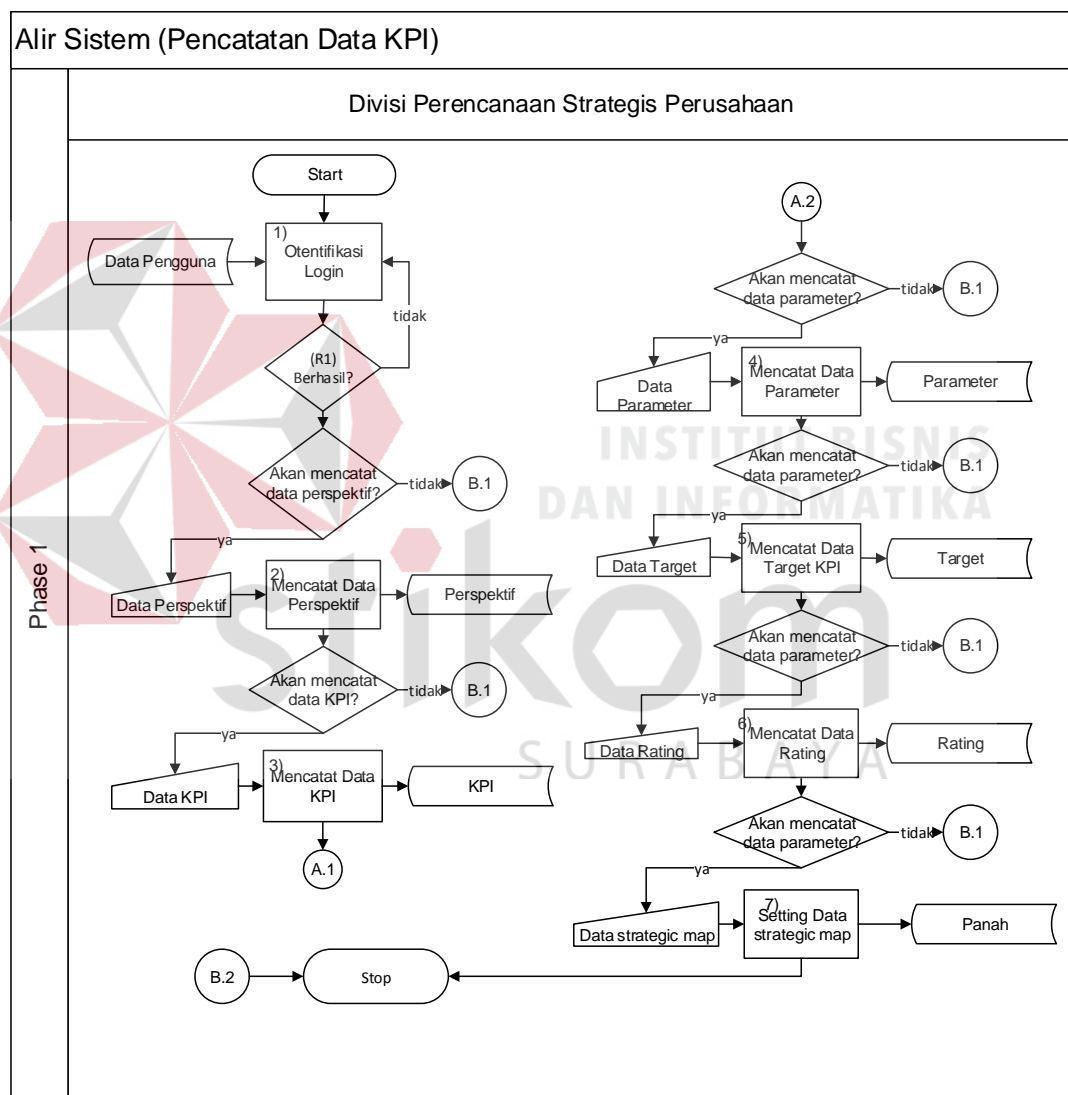 Alir Sistem (Pencatatan Data KPI)
Divisi Perencanaan Strategis Perusahaan
Phase 1
Start
1)
Otentifikasi
Login
Data Pengguna
tidak
(R1)
Berhasil?
Akan mencatat
data perspektif?
tidak
B.1
ya
Data Perspektif
2)
Mencatat Data
Perspektif
Perspektif
Akan mencatat
data KPI?
tidak
B.1
ya
Data KPI
3)
Mencatat Data
KPI
KPI
A.1
B.2
Stop
A.2
Akan mencatat
data parameter?
tidak
B.1
ya
Data
Parameter
4)
Mencatat Data
Parameter
Parameter
Akan mencatat
data parameter?
tidak
B.1
ya
Data Target
5)
Mencatat Data
Target KPI
Target
Akan mencatat
data parameter?
tidak
B.1
ya
Data Rating
6)
Mencatat Data
Rating
Rating
Akan mencatat
data parameter?
tidak
B.1
ya
Data strategic map
7)
Setting Data
strategic map
Panah
INSTITUT BISNIS
DAN INFORMATIKA
stikom
SURABAYA